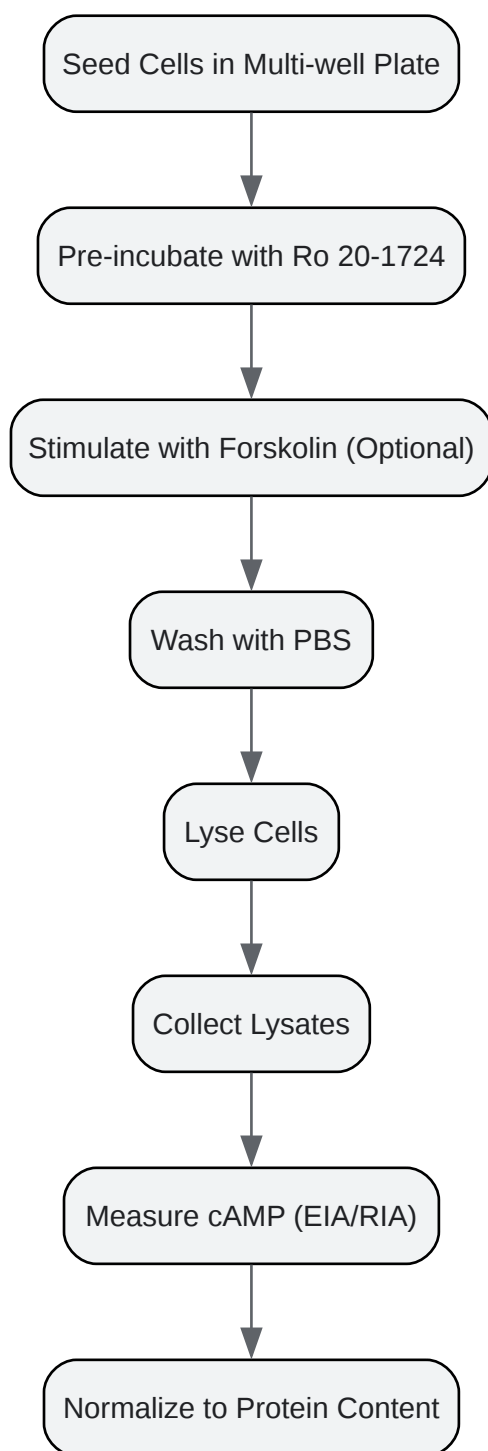 Seed Cells in Multi-well Plate
Pre-incubate with Ro 20-1724
Stimulate with Forskolin (Optional)
Wash with PBS
Lyse Cells
Collect Lysates
Measure cAMP (EIA/RIA)
Normalize to Protein Content